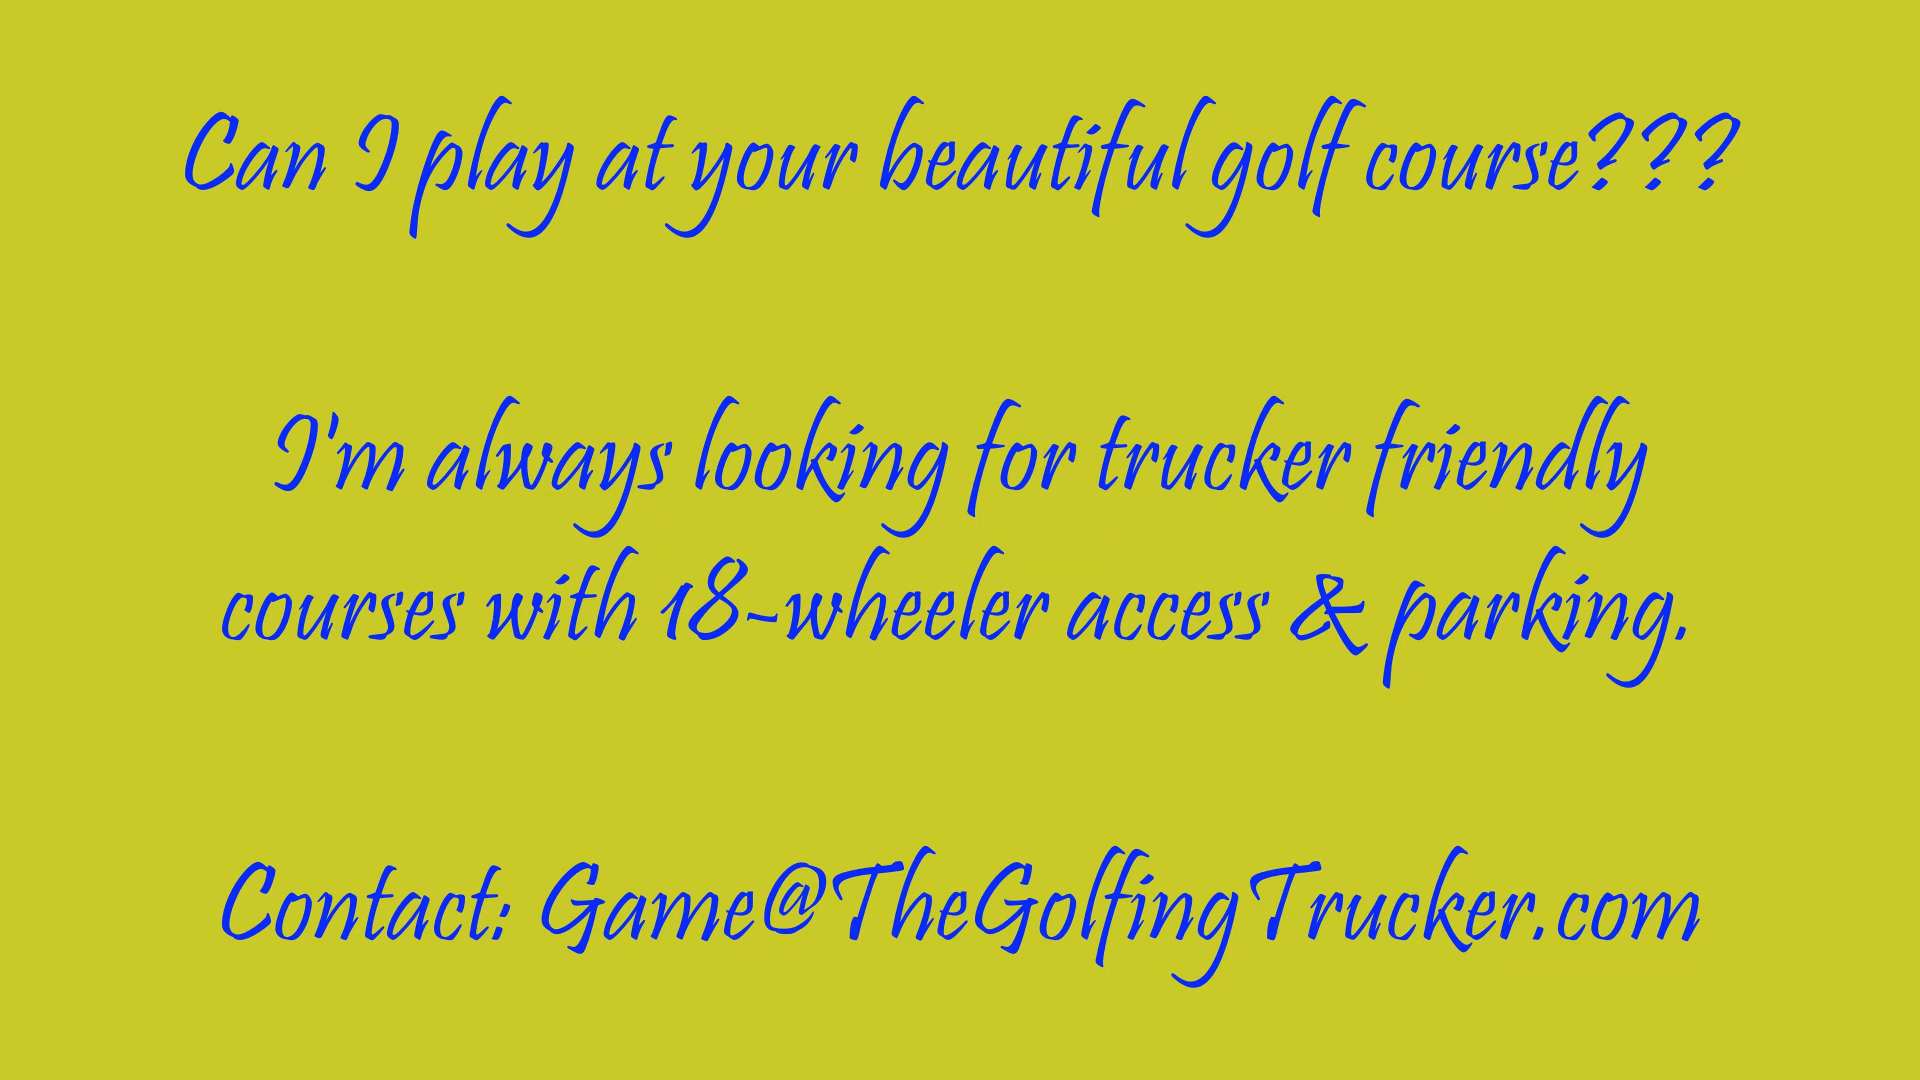 Can I play at your beautiful golf course???
I'm always looking for trucker friendly
courses with 18-wheeler access & parking.
Contact: Game@TheGolfingTrucker.com